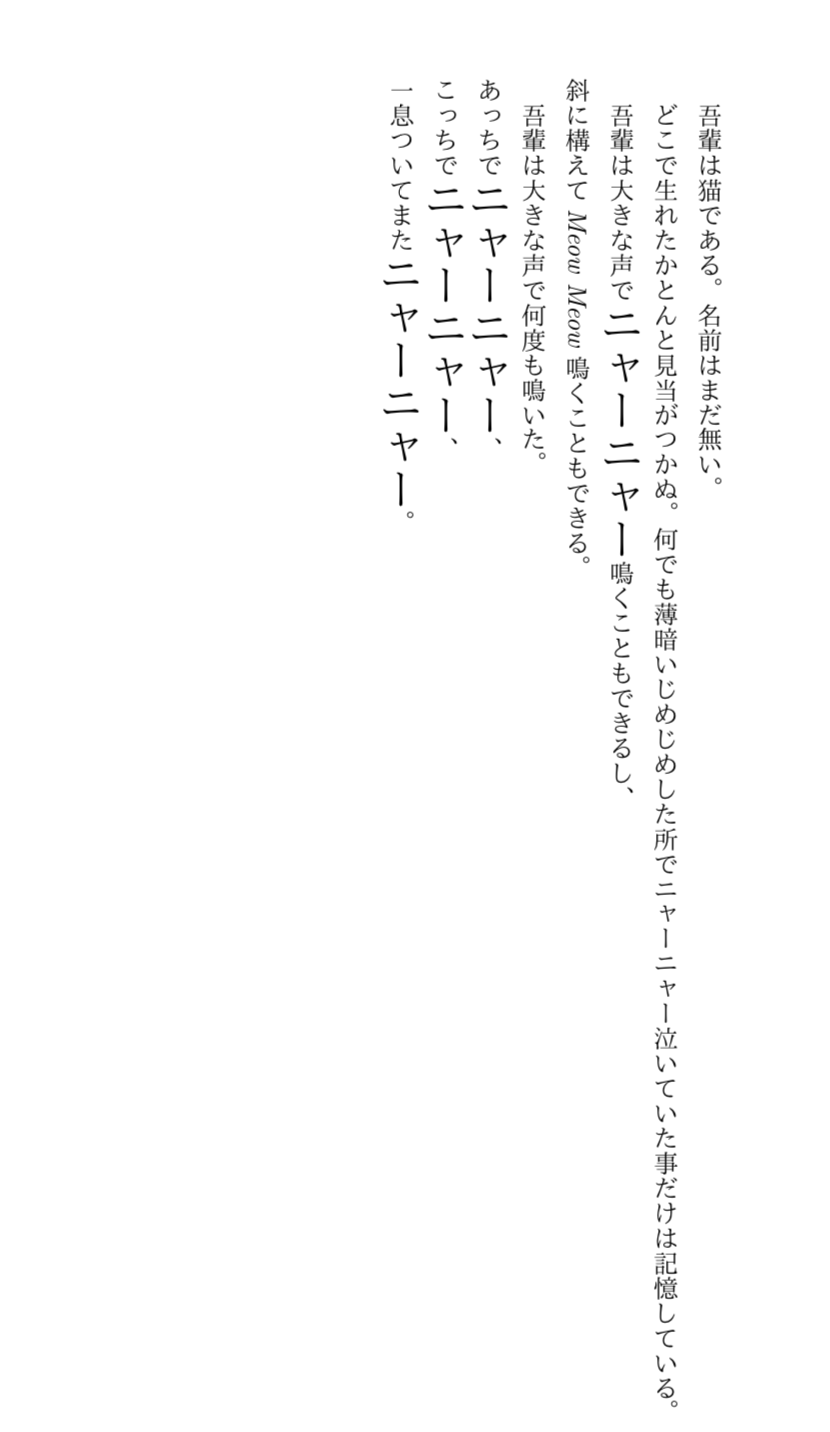 吾輩は猫である。名前はまだ無い。
どこで生れたかとんと見当がつかぬ。何でも薄暗いじめじめした所でニャーニャー泣いていた事だけは記憶している。
吾輩は大きな声でニャーニャー鳴くこともできるし、
斜に構えて Meow Meow 鳴くこともできる。
吾輩は大きな声で何度も鳴いた。
あっちでニャーニャー、
こっちでニャーニャー、
一息ついてまたニャーニャー。